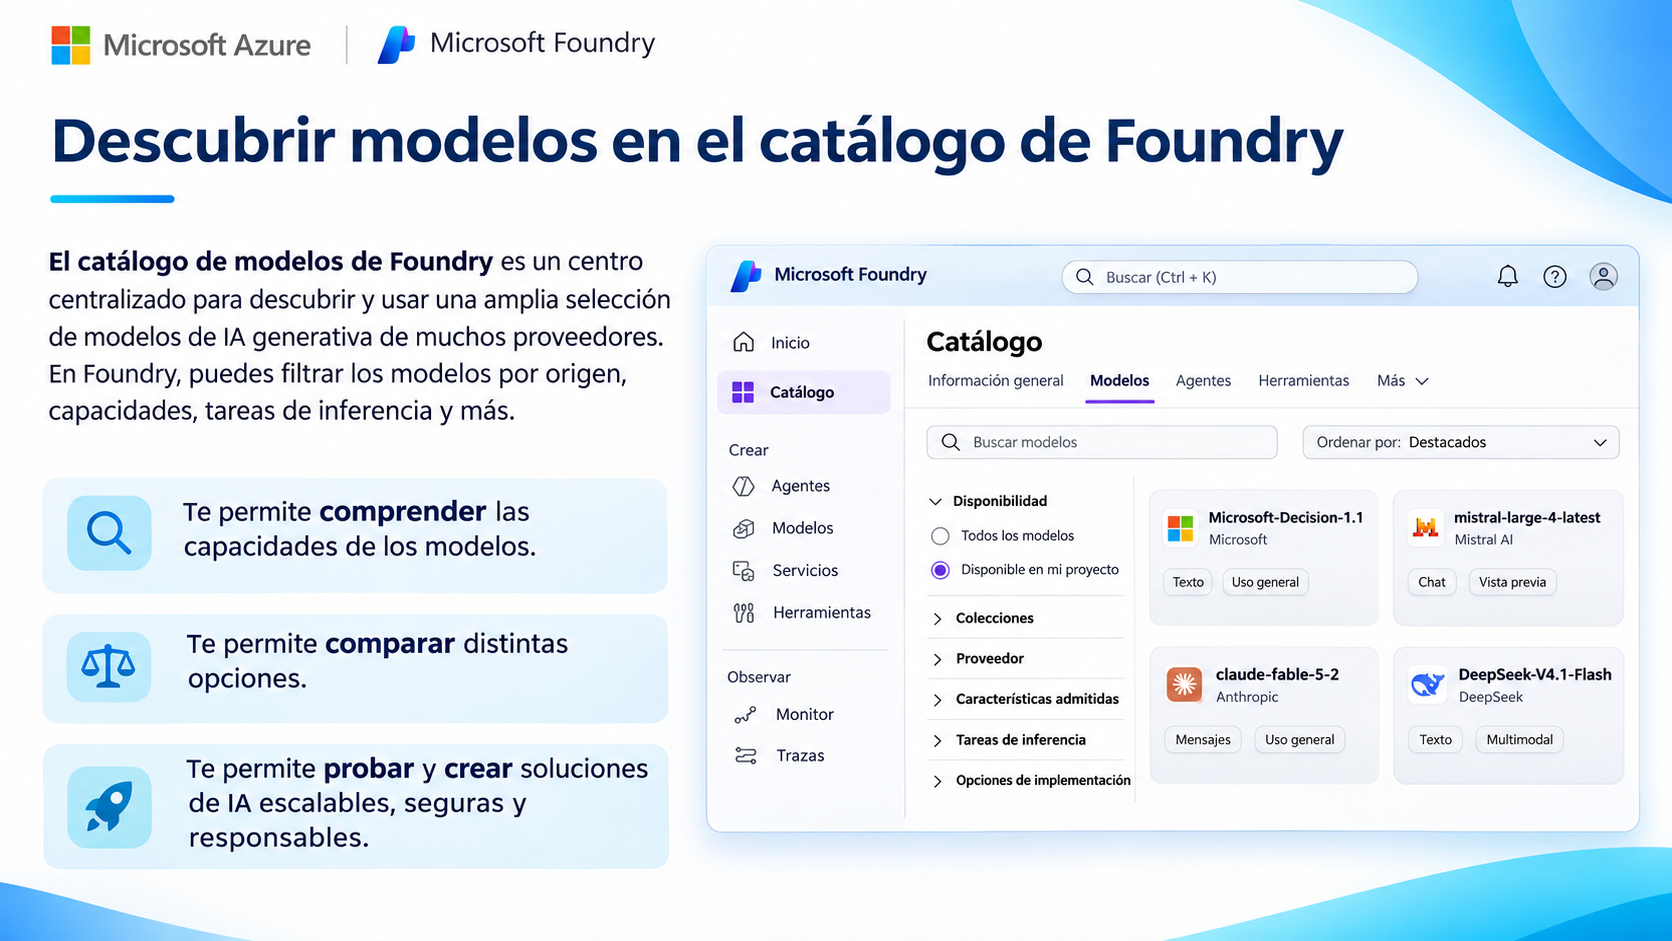 Microsoft Azure
Microsoft Foundry
Descubrir modelos en el catálogo de Foundry
El catálogo de modelos de Foundry es un centro
centralizado para descubrir y usar una amplia selección
de modelos de IA generativa de muchos proveedores.
En Foundry, puedes filtrar los modelos por origen,
capacidades, tareas de inferencia y más.
Te permite comprender las
capacidades de los modelos.
Te permite comparar distintas
opciones.
Te permite probar y crear soluciones
de IA escalables, seguras y
responsables.
Microsoft Foundry
Buscar (Ctrl + K)
Inicio
Catálogo
Crear
Agentes
Modelos
Servicios
Herramientas
Observar
Monitor
Trazas
Catálogo
Información general
Modelos
Agentes
Herramientas
Más
Buscar modelos
Ordenar por: Destacados
Disponibilidad
Todos los modelos
Disponible en mi proyecto
Colecciones
Proveedor
Características admitidas
Tareas de inferencia
Opciones de implementación
Microsoft-Decision-1.1
Microsoft
Texto
Uso general
mistral-large-4-latest
Mistral AI
Chat
Vista previa
claude-fable-5-2
Anthropic
Mensajes
Uso general
DeepSeek-V4.1-Flash
DeepSeek
Texto
Multimodal